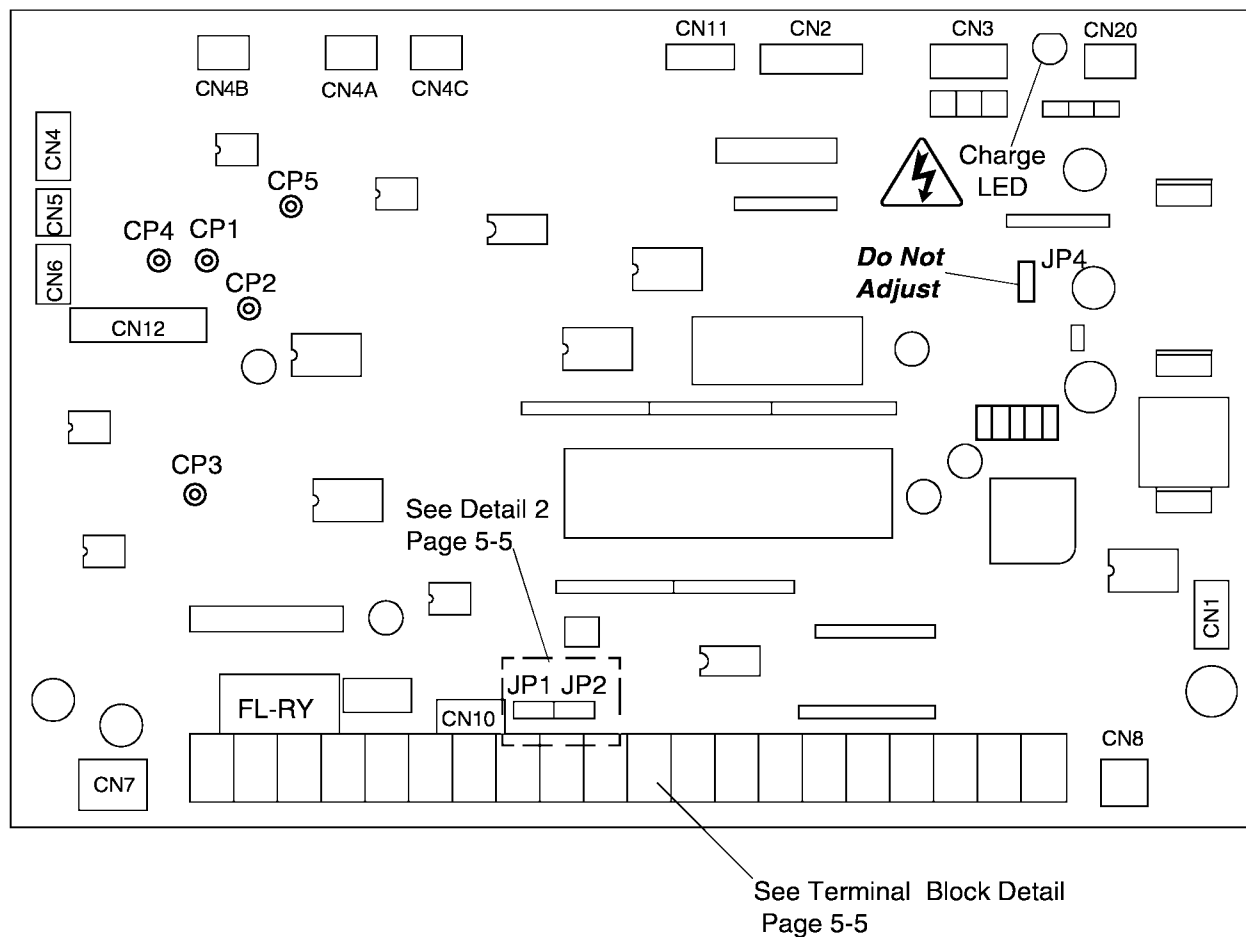 CN11
CN2
CN3
CN20
CN4B
CN4A
CN4C
CN4
Charge
LED
CP5
CN5
CP4
CP1
Do Not
Adjust
JP4
CN6
CP2
CN12
CP3
See Detail 2
Page 5-5
CN1
JP1
JP2
FL-RY
CN10
CN8
CN7
See Terminal Block Detail
Page 5-5